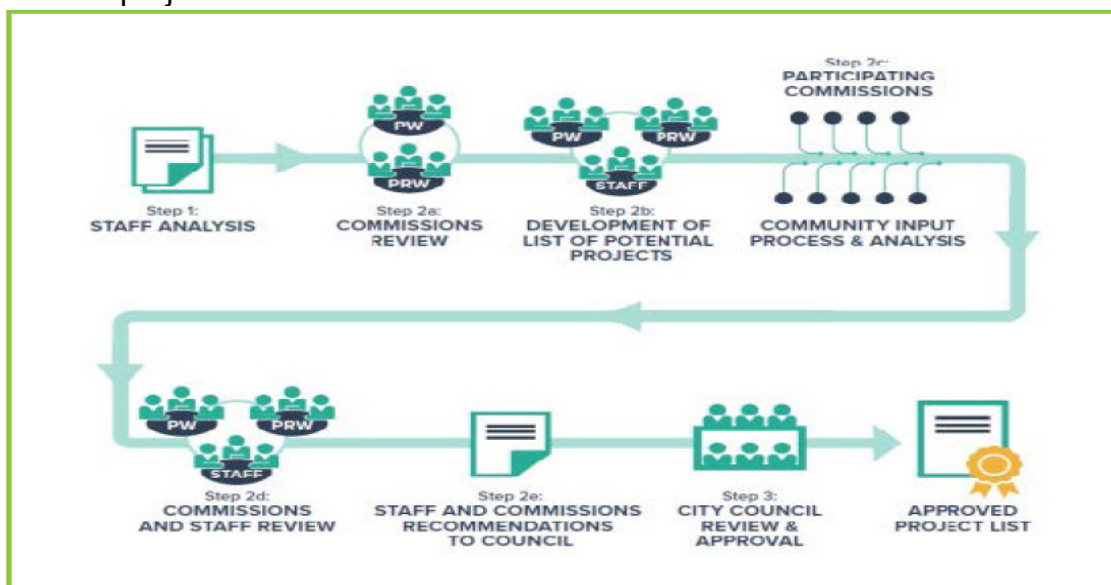 PW
PRW
PW
PRW
STAFF
Step 2c:
PARTICIPATING
COMMISSIONS
Step 1:
STAFF ANALYSIS
Step 2a:
COMMISSIONS
REVIEW
Step 2b:
DEVELOPMENT OF
LIST OF POTENTIAL
PROJECTS
COMMUNITY INPUT
PROCESS & ANALYSIS
PW
PRW
STAFF
Step 2d:
COMMISSIONS
AND STAFF REVIEW
Step 2e:
STAFF AND COMMISSIONS
RECOMMENDATIONS
TO COUNCIL
Step 3:
CITY COUNCIL
REVIEW &
APPROVAL
APPROVED
PROJECT LIST